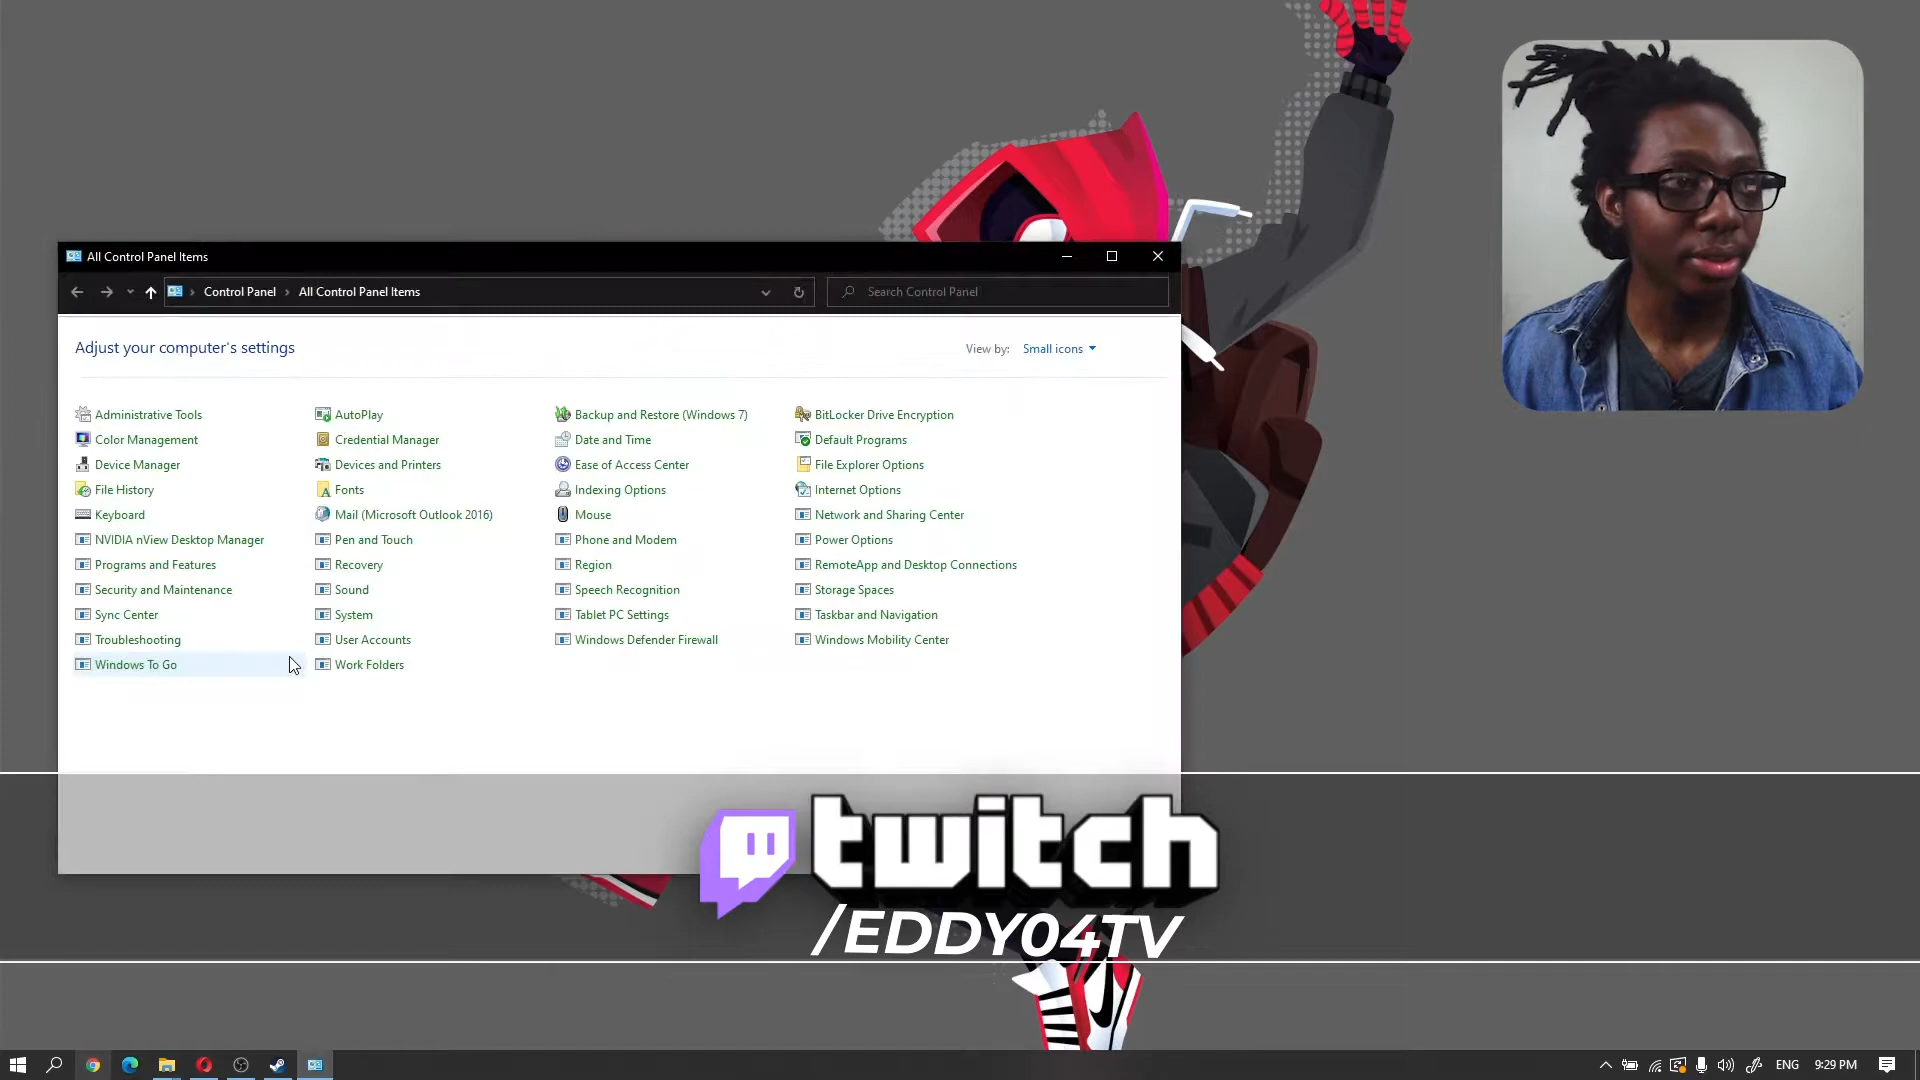 All Control Panel Items
Control Panel
All Control Panel Items
Search Control Panel
Adjust your computer's settings
View by:
Small icons
Administrative Tools
AutoPlay
Backup and Restore (Windows 7)
BitLocker Drive Encryption
Color Management
Credential Manager
Date and Time
Default Programs
Device Manager
Devices and Printers
Ease of Access Center
File Explorer Options
File History
Fonts
Indexing Options
Internet Options
Keyboard
Mail (Microsoft Outlook 2016)
Mouse
Network and Sharing Center
NVIDIA nView Desktop Manager
Pen and Touch
Phone and Modem
Power Options
Programs and Features
Recovery
Region
RemoteApp and Desktop Connections
Security and Maintenance
Sound
Speech Recognition
Storage Spaces
Sync Center
System
Tablet PC Settings
Taskbar and Navigation
Troubleshooting
User Accounts
Windows Defender Firewall
Windows Mobility Center
Windows To Go
Work Folders
twitch
/EDDY04TV
ENG
9:29 PM